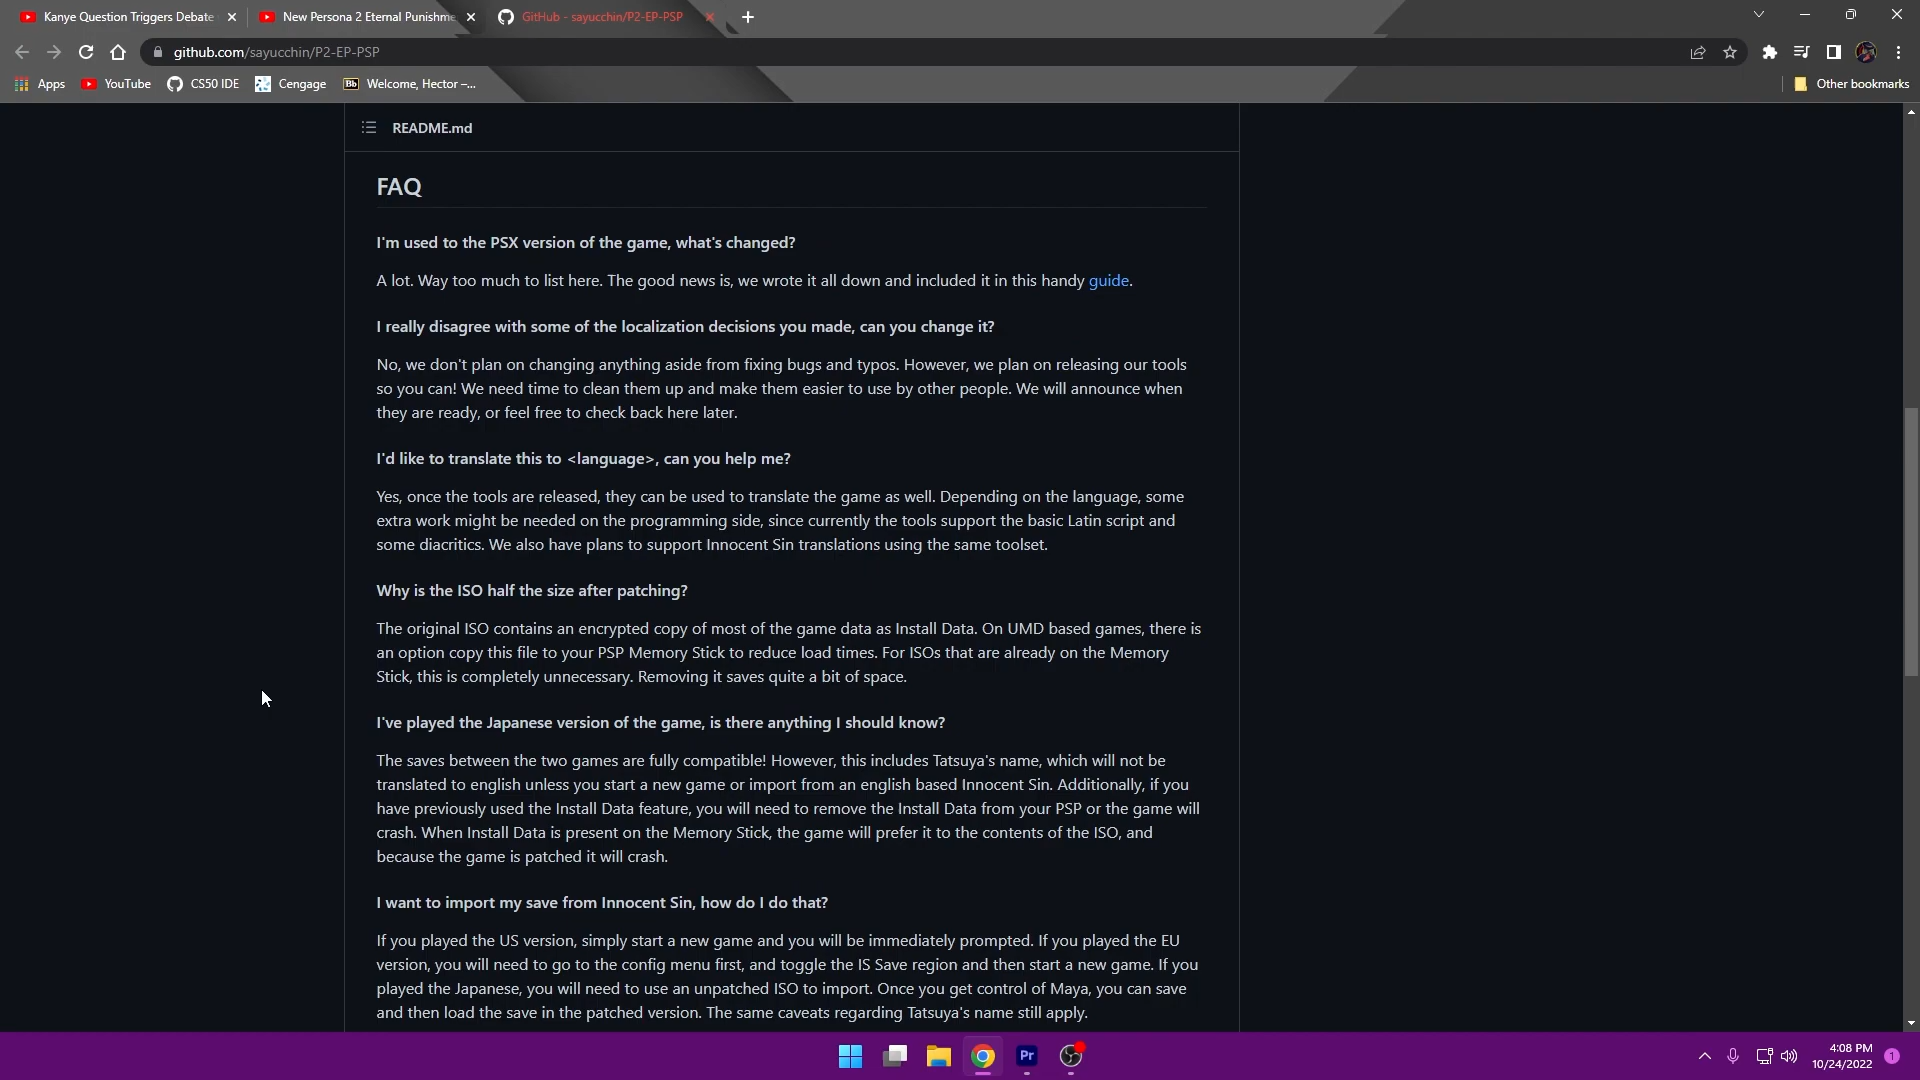 Kanye Question Triggers Debate
New Persona 2 Eternal Punishme
GitHub - sayucchin/P2-EP-PSP
github.com/sayucchin/P2-EP-PSP
Apps
YouTube
CS50 IDE
Cengage
Bb
Welcome, Hector –...
Other bookmarks
README.md
FAQ
I'm used to the PSX version of the game, what's changed?
A lot. Way too much to list here. The good news is, we wrote it all down and included it in this handy guide.
I really disagree with some of the localization decisions you made, can you change it?
No, we don't plan on changing anything aside from fixing bugs and typos. However, we plan on releasing our tools
so you can! We need time to clean them up and make them easier to use by other people. We will announce when
they are ready, or feel free to check back here later.
I'd like to translate this to <language>, can you help me?
Yes, once the tools are released, they can be used to translate the game as well. Depending on the language, some
extra work might be needed on the programming side, since currently the tools support the basic Latin script and
some diacritics. We also have plans to support Innocent Sin translations using the same toolset.
Why is the ISO half the size after patching?
The original ISO contains an encrypted copy of most of the game data as Install Data. On UMD based games, there is
an option copy this file to your PSP Memory Stick to reduce load times. For ISOs that are already on the Memory
Stick, this is completely unnecessary. Removing it saves quite a bit of space.
I've played the Japanese version of the game, is there anything I should know?
The saves between the two games are fully compatible! However, this includes Tatsuya's name, which will not be
translated to english unless you start a new game or import from an english based Innocent Sin. Additionally, if you
have previously used the Install Data feature, you will need to remove the Install Data from your PSP or the game will
crash. When Install Data is present on the Memory Stick, the game will prefer it to the contents of the ISO, and
because the game is patched it will crash.
I want to import my save from Innocent Sin, how do I do that?
If you played the US version, simply start a new game and you will be immediately prompted. If you played the EU
version, you will need to go to the config menu first, and toggle the IS Save region and then start a new game. If you
played the Japanese, you will need to use an unpatched ISO to import. Once you get control of Maya, you can save
and then load the save in the patched version. The same caveats regarding Tatsuya's name still apply.
Pr
4:08 PM
10/24/2022
1